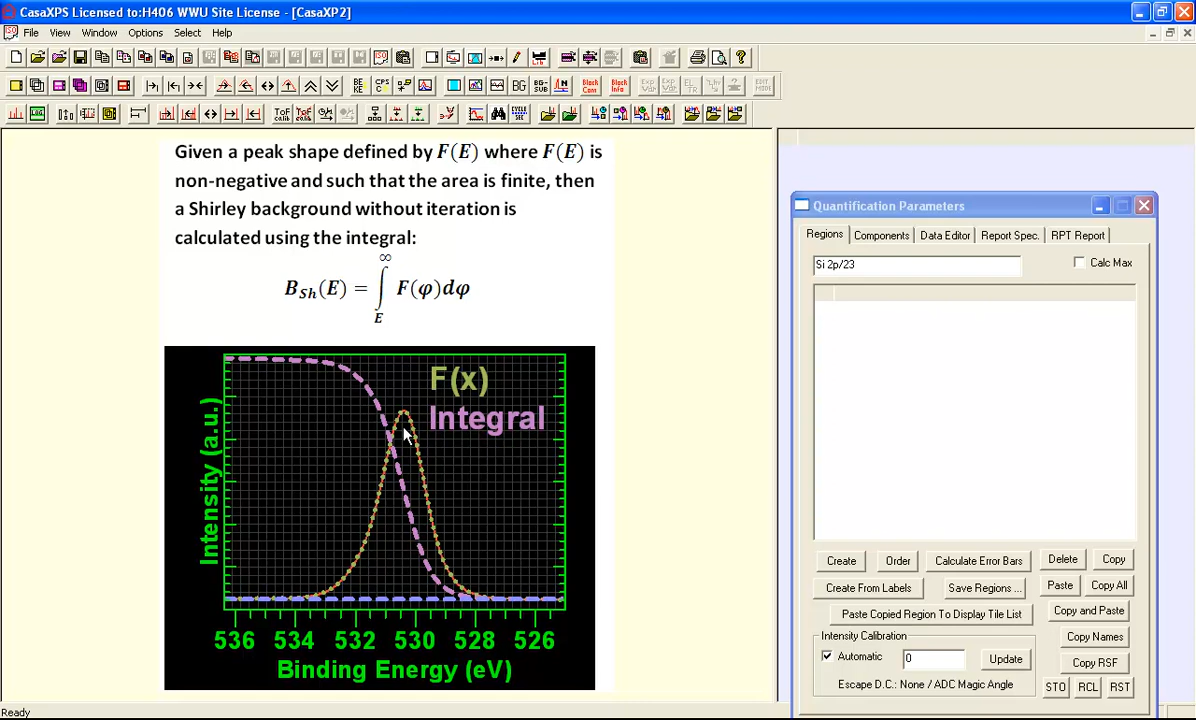 CasaXPS Licensed to:H406 WWU Site License - [CasaXP2]
File View Window Options Select Help
Given a peak shape defined by F(E) where F(E) is
non-negative and such that the area is finite, then
a Shirley background without iteration is
calculated using the integral:
B_Sh(E) = ∫_E^∞ F(φ)dφ
F(x)
Integral
Intensity (a.u.)
536 534 532 530 528 526
Binding Energy (eV)
Quantification Parameters
Regions Components Data Editor Report Spec. RPT Report
Si 2p/23
Calc Max
Create Order Calculate Error Bars Delete Copy
Create From Labels Save Regions ... Paste Copy All
Paste Copied Region To Display Tile List Copy and Paste
Intensity Calibration
Copy Names
Automatic 0 Update
Copy RSF
Escape D.C.: None / ADC Magic Angle
STO RCL RST
Ready